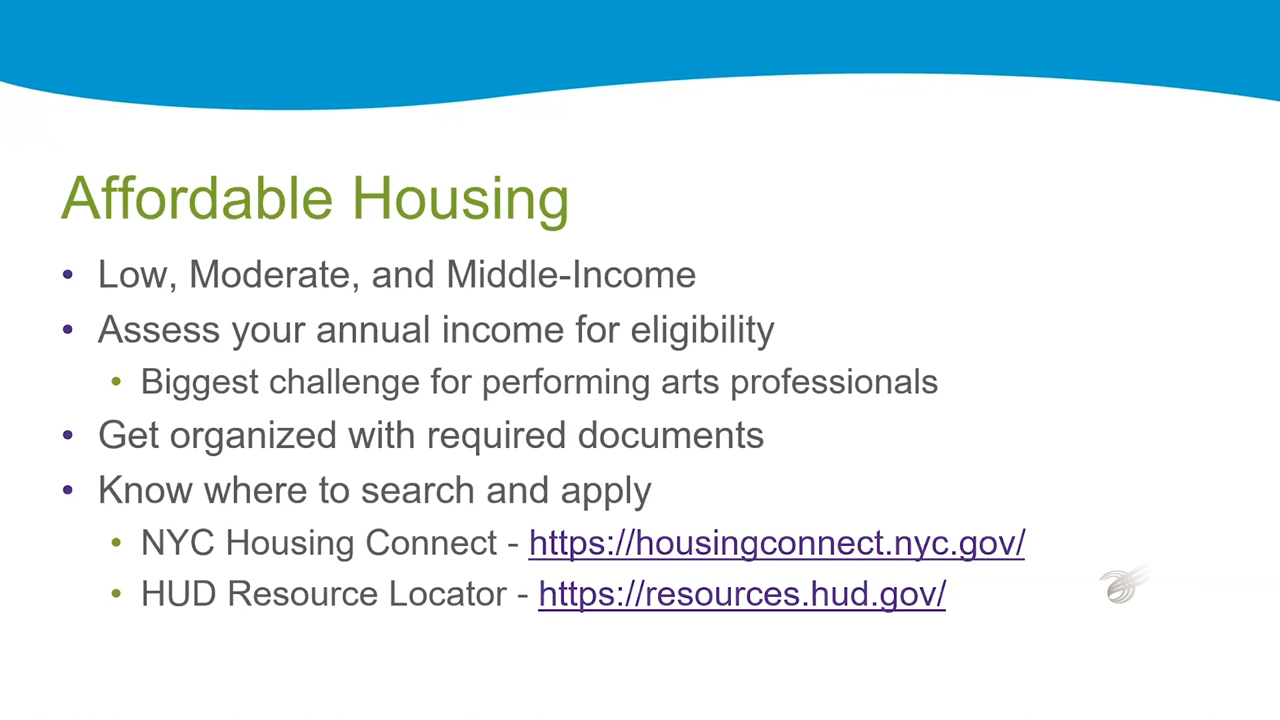 Affordable Housing
• Low, Moderate, and Middle-Income
• Assess your annual income for eligibility
• Biggest challenge for performing arts professionals
• Get organized with required documents
• Know where to search and apply
• NYC Housing Connect - https://housingconnect.nyc.gov/
• HUD Resource Locator - https://resources.hud.gov/